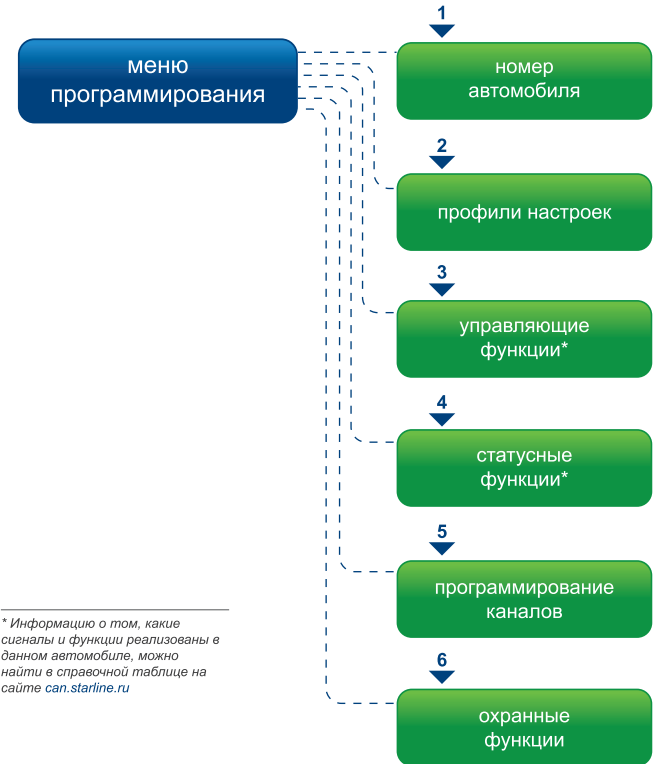 меню
программирования
1
номер
автомобиля
2
профили настроек
3
управляющие
функции*
4
статусные
функции*
5
программирование
каналов
6
охранные
функции
* Информацию о том, какие
сигналы и функции реализованы в
данном автомобиле, можно
найти в справочной таблице на
сайте can.starline.ru